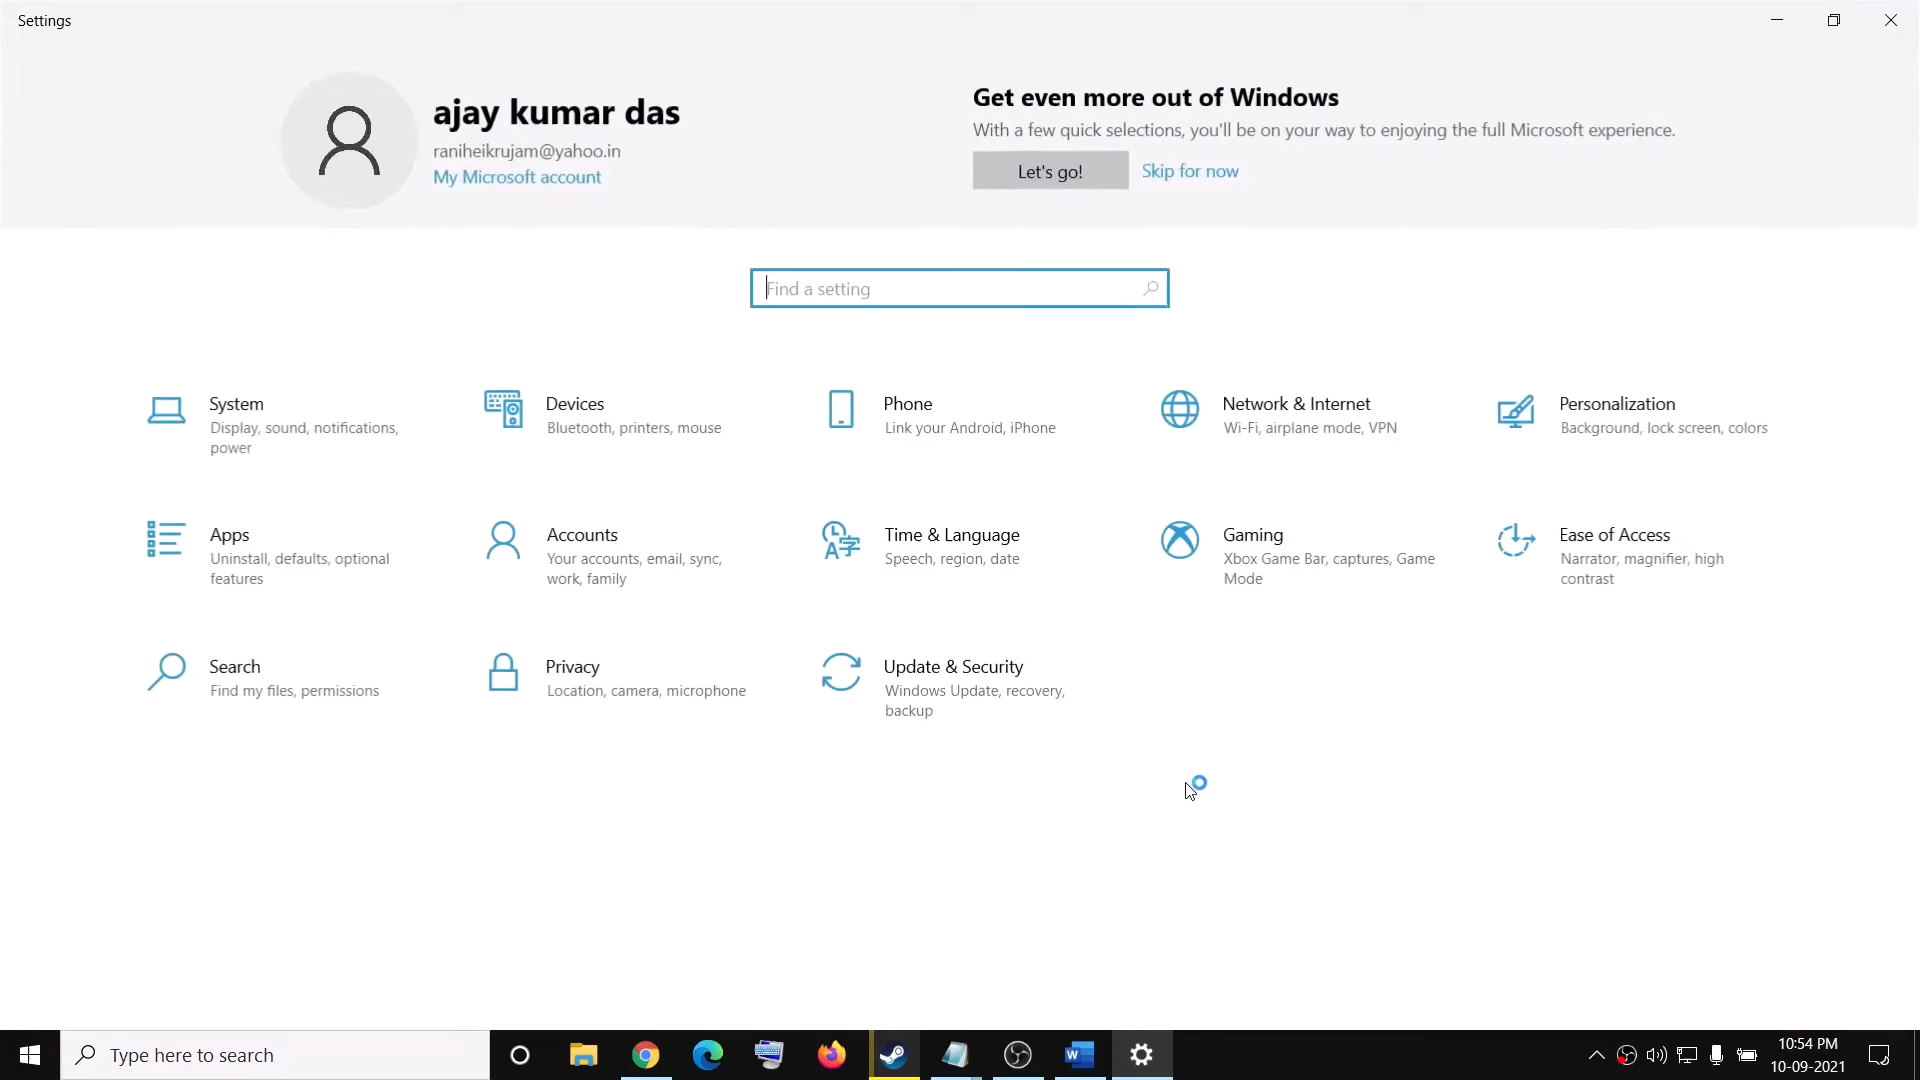 Settings
ajay kumar das
raniheikrujam@yahoo.in
My Microsoft account
Get even more out of Windows
With a few quick selections, you'll be on your way to enjoying the full Microsoft experience.
Let's go!
Skip for now
Find a setting
System
Display, sound, notifications,
power
Devices
Bluetooth, printers, mouse
Phone
Link your Android, iPhone
Network & Internet
Wi-Fi, airplane mode, VPN
Personalization
Background, lock screen, colors
Apps
Uninstall, defaults, optional
features
Accounts
Your accounts, email, sync,
work, family
Time & Language
Speech, region, date
Gaming
Xbox Game Bar, captures, Game
Mode
Ease of Access
Narrator, magnifier, high
contrast
Search
Find my files, permissions
Privacy
Location, camera, microphone
Update & Security
Windows Update, recovery,
backup
Type here to search
10:54 PM
10-09-2021